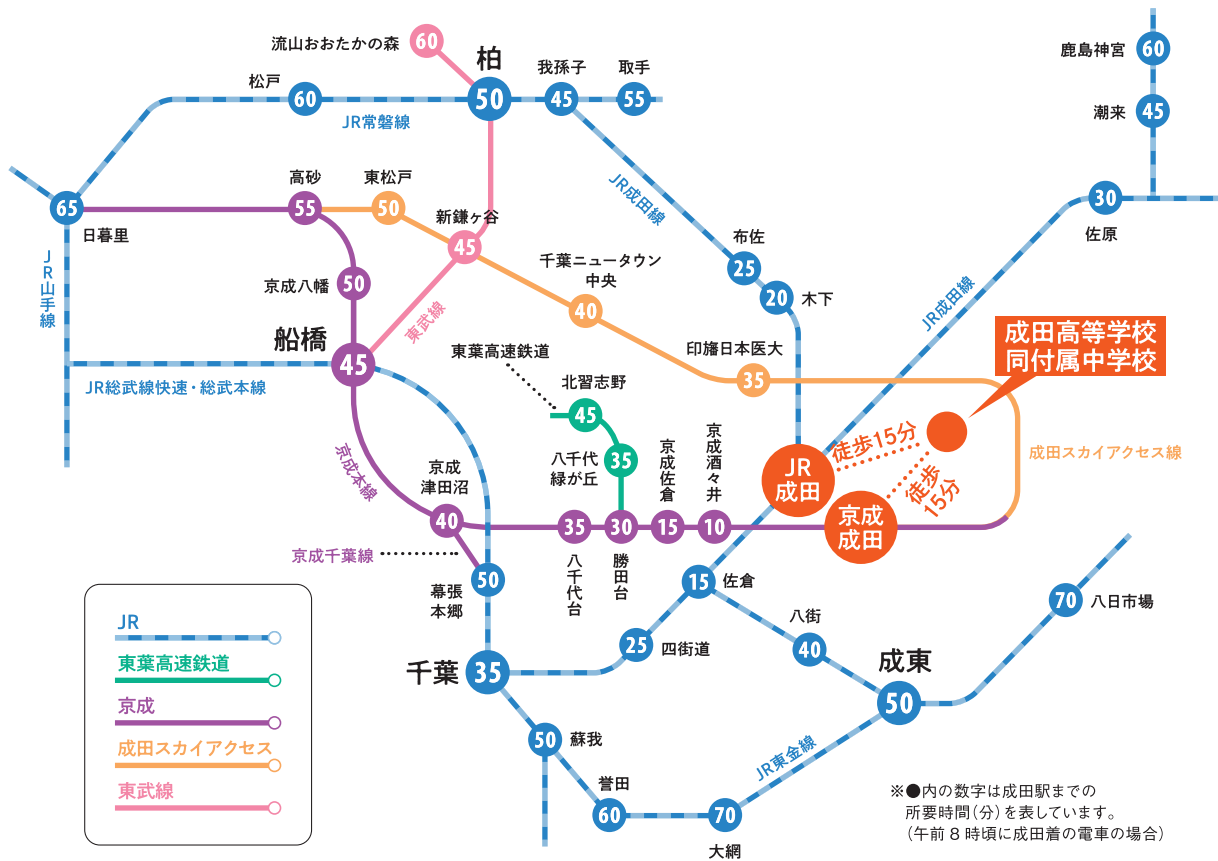 流山おおたかの森
60
柏
50
松戸
60
我孫子
45
取手
55
JR常磐線
鹿島神宮
60
潮来
45
30
佐原
65
日暮里
高砂
55
東松戸
50
新鎌ヶ谷
45
JR成田線
布佐
25
20
木下
JR山手線
京成八幡
50
千葉ニュータウン
中央
40
JR成田線
船橋
45
東武線
JR総武線快速・総武本線
東葉高速鉄道
北習志野
45
印旛日本医大
35
成田高等学校
同付属中学校
八千代
緑が丘
35
京成佐倉
京成酒々井
徒歩15分
徒歩
15分
成田スカイアクセス線
JR
成田
京成
成田
京成本線
京成
津田沼
40
35
30
15
10
八千代台
勝田台
京成千葉線
幕張
本郷
50
15
佐倉
25
四街道
八街
40
70
八日市場
千葉
35
成東
50
50
蘇我
誉田
60
70
大網
JR東金線
JR
東葉高速鉄道
京成
成田スカイアクセス
東武線
※●内の数字は成田駅までの
所要時間(分)を表しています。
(午前8時頃に成田着の電車の場合)